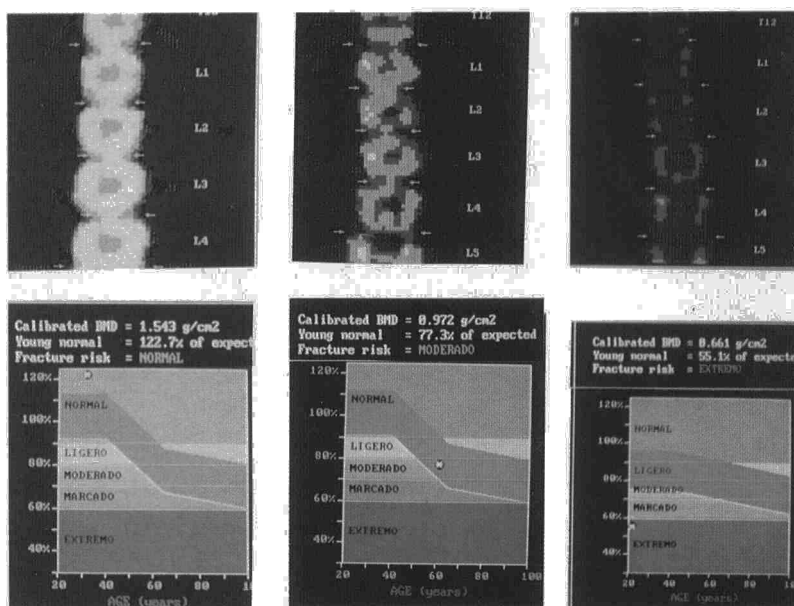 L1
L2
L3
L4
T12
L1
L2
L3
L4
L5
T12
L1
L2
L3
L4
L5
Calibrated BMD = 1.543 g/cm2
Young normal = 122.7% of expect
Fracture risk = NORMAL
120%
100%
80%
60%
40%
NORMAL
LIGERO
MODERADO
MARCADO
EXTREMO
20 40 60 80 100
AGE (years)
Calibrated BMD = 0.972 g/cm2
Young normal = 77.3% of expected
Fracture risk = MODERADO
120%
100%
80%
60%
40%
NORMAL
LIGERO
MODERADO
MARCADO
EXTREMO
20 40 60 80 100
AGE (years)
Calibrated BMD = 0.661 g/cm2
Young normal = 55.1% of expecte
Fracture risk = EXTREMO
120%
100%
80%
60%
40%
NORMAL
LIGERO
MODERADO
MARCADO
EXTREMO
20 40 60 80 100
AGE (years)